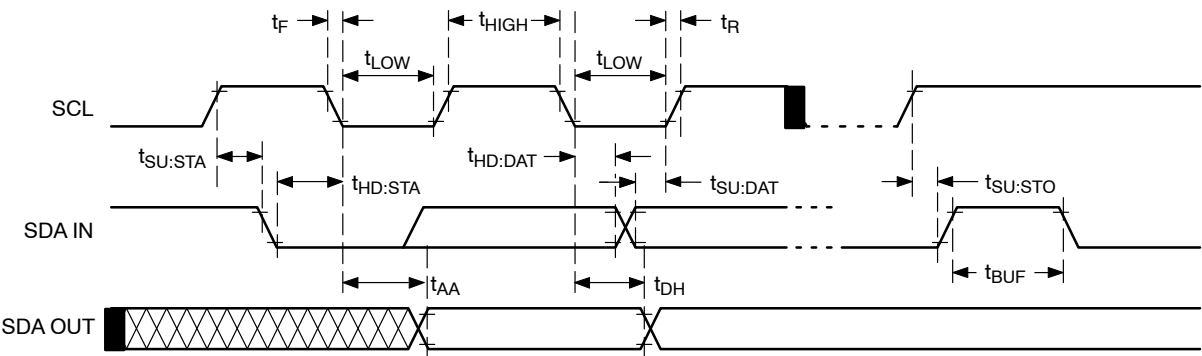 tF
tHIGH
tR
tLOW
tLOW
SCL
tSU:STA
tHD:DAT
tHD:STA
tSU:DAT
tSU:STO
SDA IN
tAA
tDH
tBUF
SDA OUT